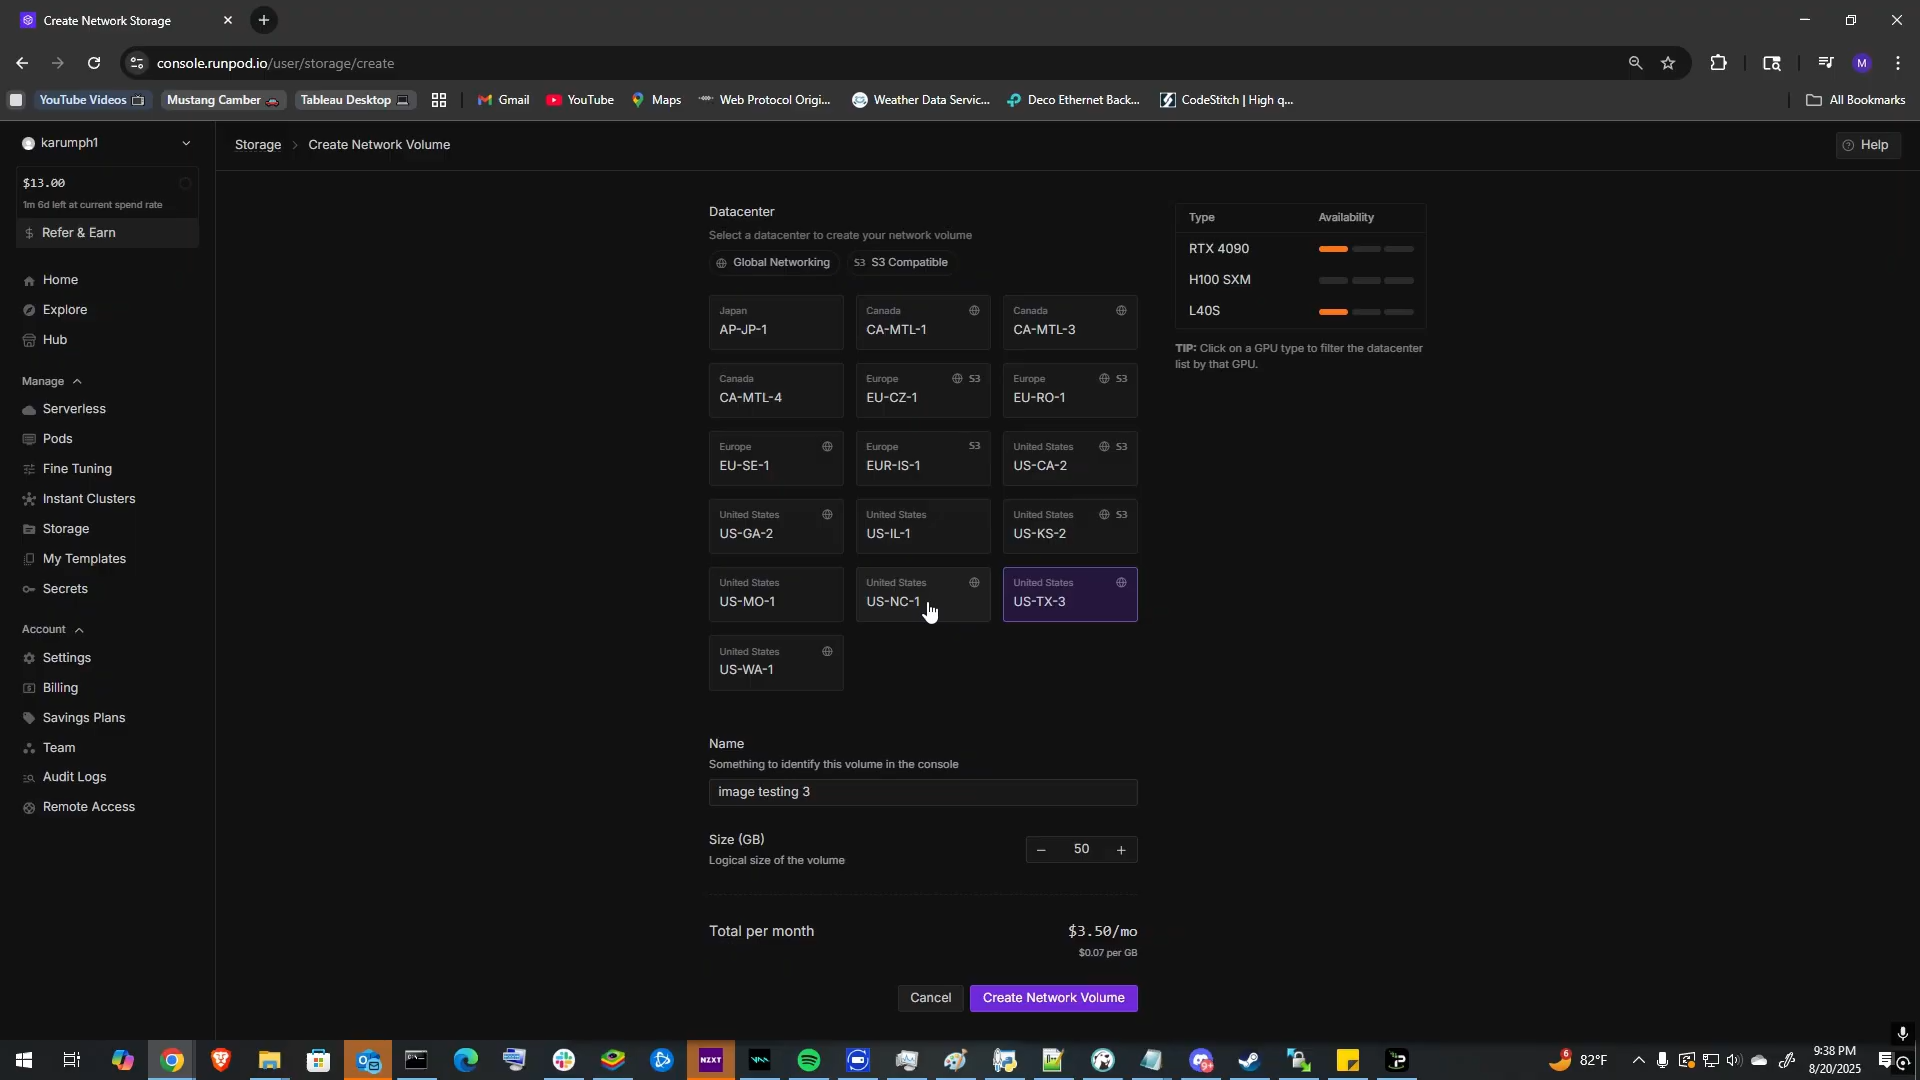 Create Network Storage
console.runpod.io/user/storage/create
YouTube Videos
Mustang Camber
Tableau Desktop
Gmail
YouTube
Maps
Web Protocol Origi...
Weather Data Servic...
Deco Ethernet Back...
CodeStitch | High q...
All Bookmarks
M
karumph1
Storage > Create Network Volume
Help
$13.00
1m 6d left at current spend rate
$ Refer & Earn
Home
Explore
Hub
Manage
Serverless
Pods
Fine Tuning
Instant Clusters
Storage
My Templates
Secrets
Account
Settings
Billing
Savings Plans
Team
Audit Logs
Remote Access
Datacenter
Select a datacenter to create your network volume
Global Networking
S3 S3 Compatible
Japan
AP-JP-1
Canada
CA-MTL-1
Canada
CA-MTL-3
Canada
CA-MTL-4
Europe S3
EU-CZ-1
Europe S3
EU-RO-1
Europe
EU-SE-1
Europe S3
EUR-IS-1
United States S3
US-CA-2
United States
US-GA-2
United States
US-IL-1
United States S3
US-KS-2
United States
US-MO-1
United States
US-NC-1
United States
US-TX-3
United States
US-WA-1
Type Availability
RTX 4090
H100 SXM
L40S
TIP: Click on a GPU type to filter the datacenter
list by that GPU.
Name
Something to identify this volume in the console
image testing 3
Size (GB)
Logical size of the volume
− 50 +
Total per month
$3.50/mo
$0.07 per GB
Cancel
Create Network Volume
NZXT
82°F
9:38 PM
8/20/2025